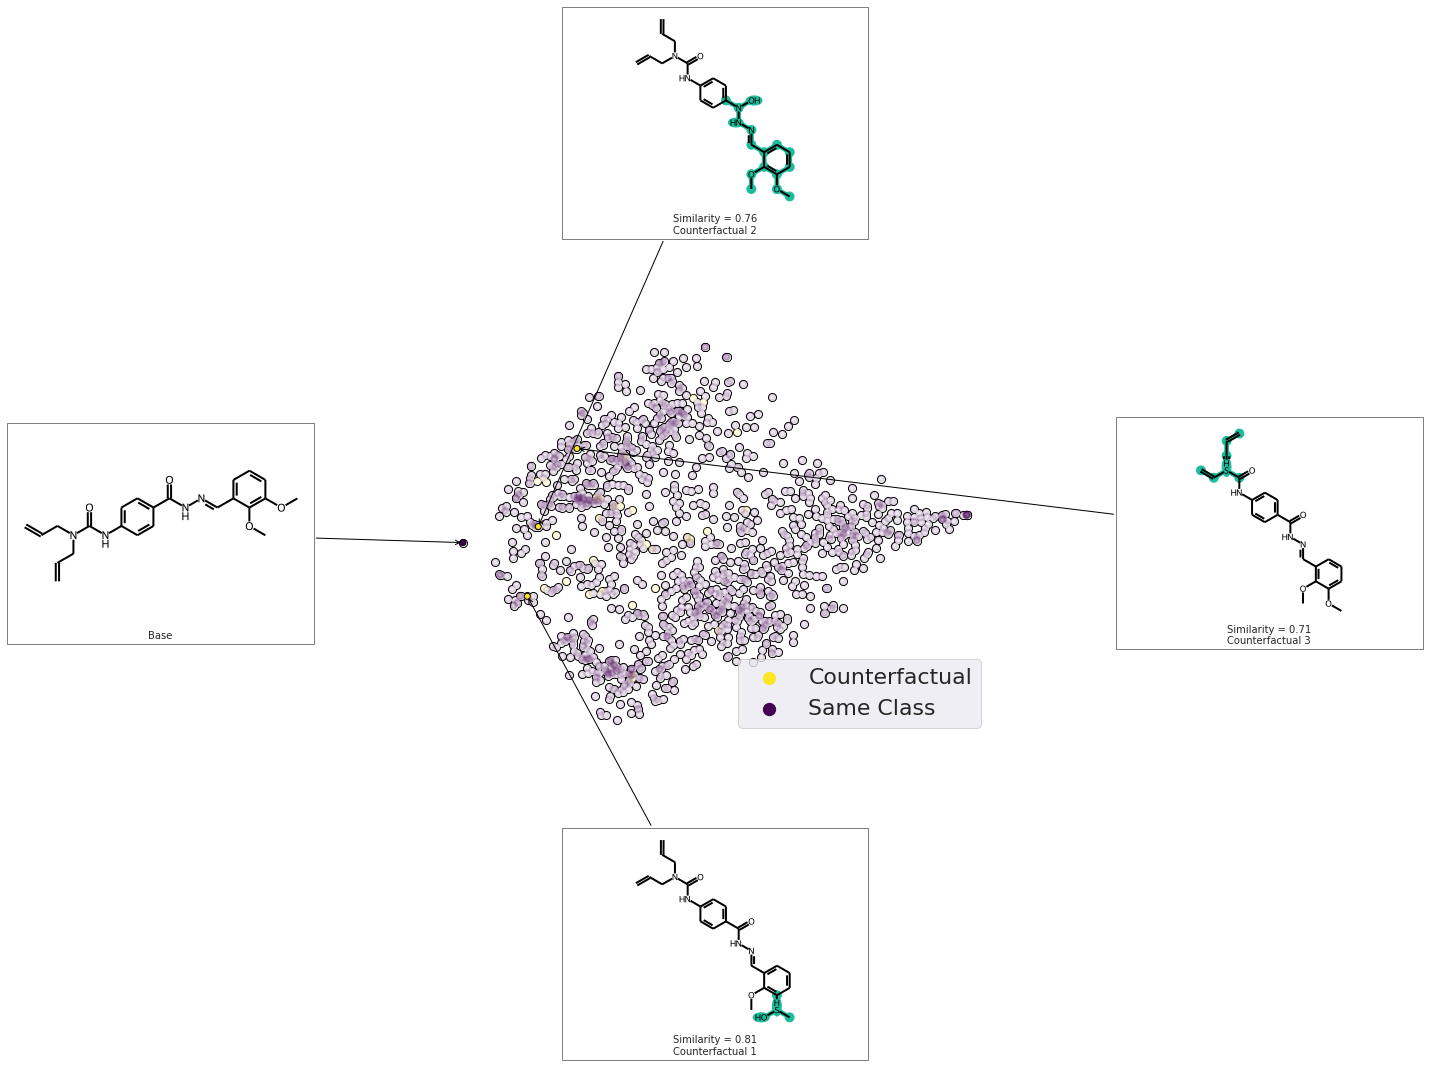 N
O
HN
N
OH
HN
N
O
O
Similarity = 0.76
Counterfactual 2
O
N
H
O
N
H
N
O
O
N
Base
H
N
O
HN
O
HN
N
O
O
Similarity = 0.71
Counterfactual 3
Counterfactual
Same Class
N
O
HN
O
HN
N
O
H
S
HO
Similarity = 0.81
Counterfactual 1